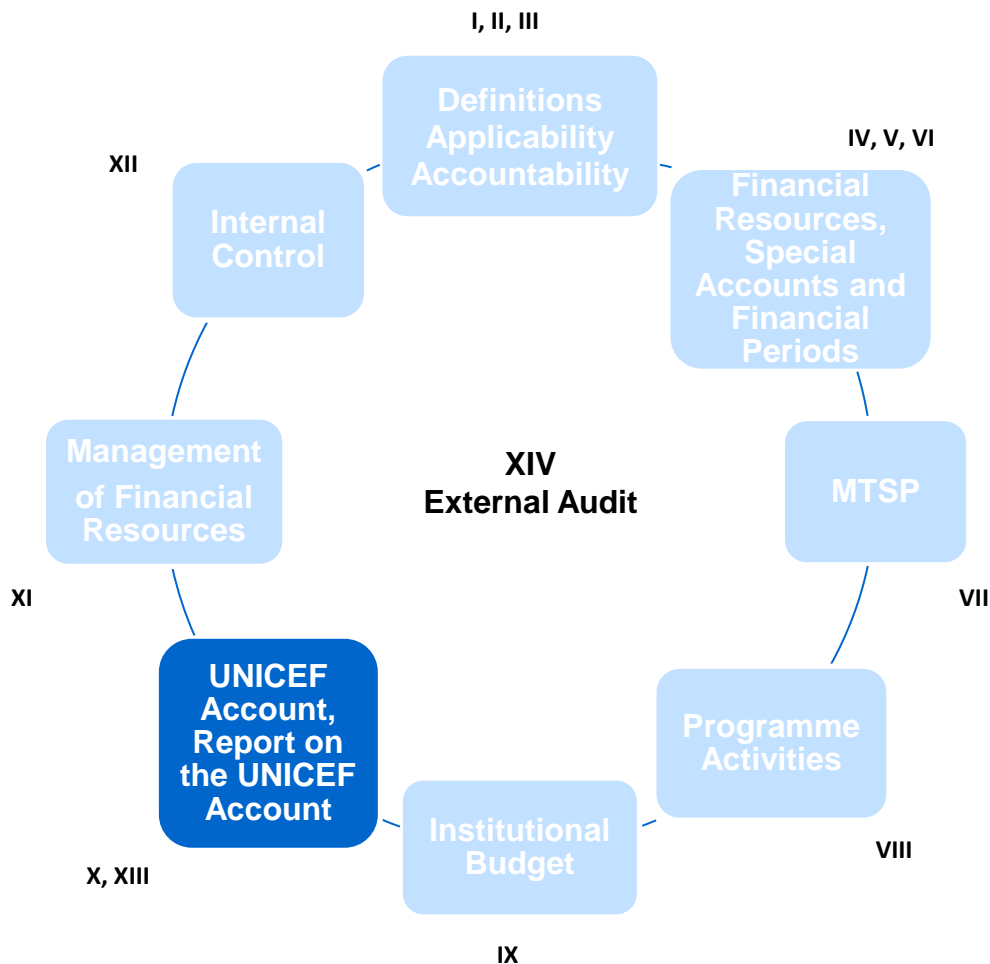 I, II, III
Definitions
Applicability
Accountability
IV, V, VI
Financial
Resources,
Special
Accounts and
Financial
Periods
XII
Internal
Control
Management
of Financial
Resources
XIV
External Audit
MTSP
XI
VII
UNICEF
Account,
Report on
the UNICEF
Account
Programme
Activities
Institutional
Budget
VIII
X, XIII
IX